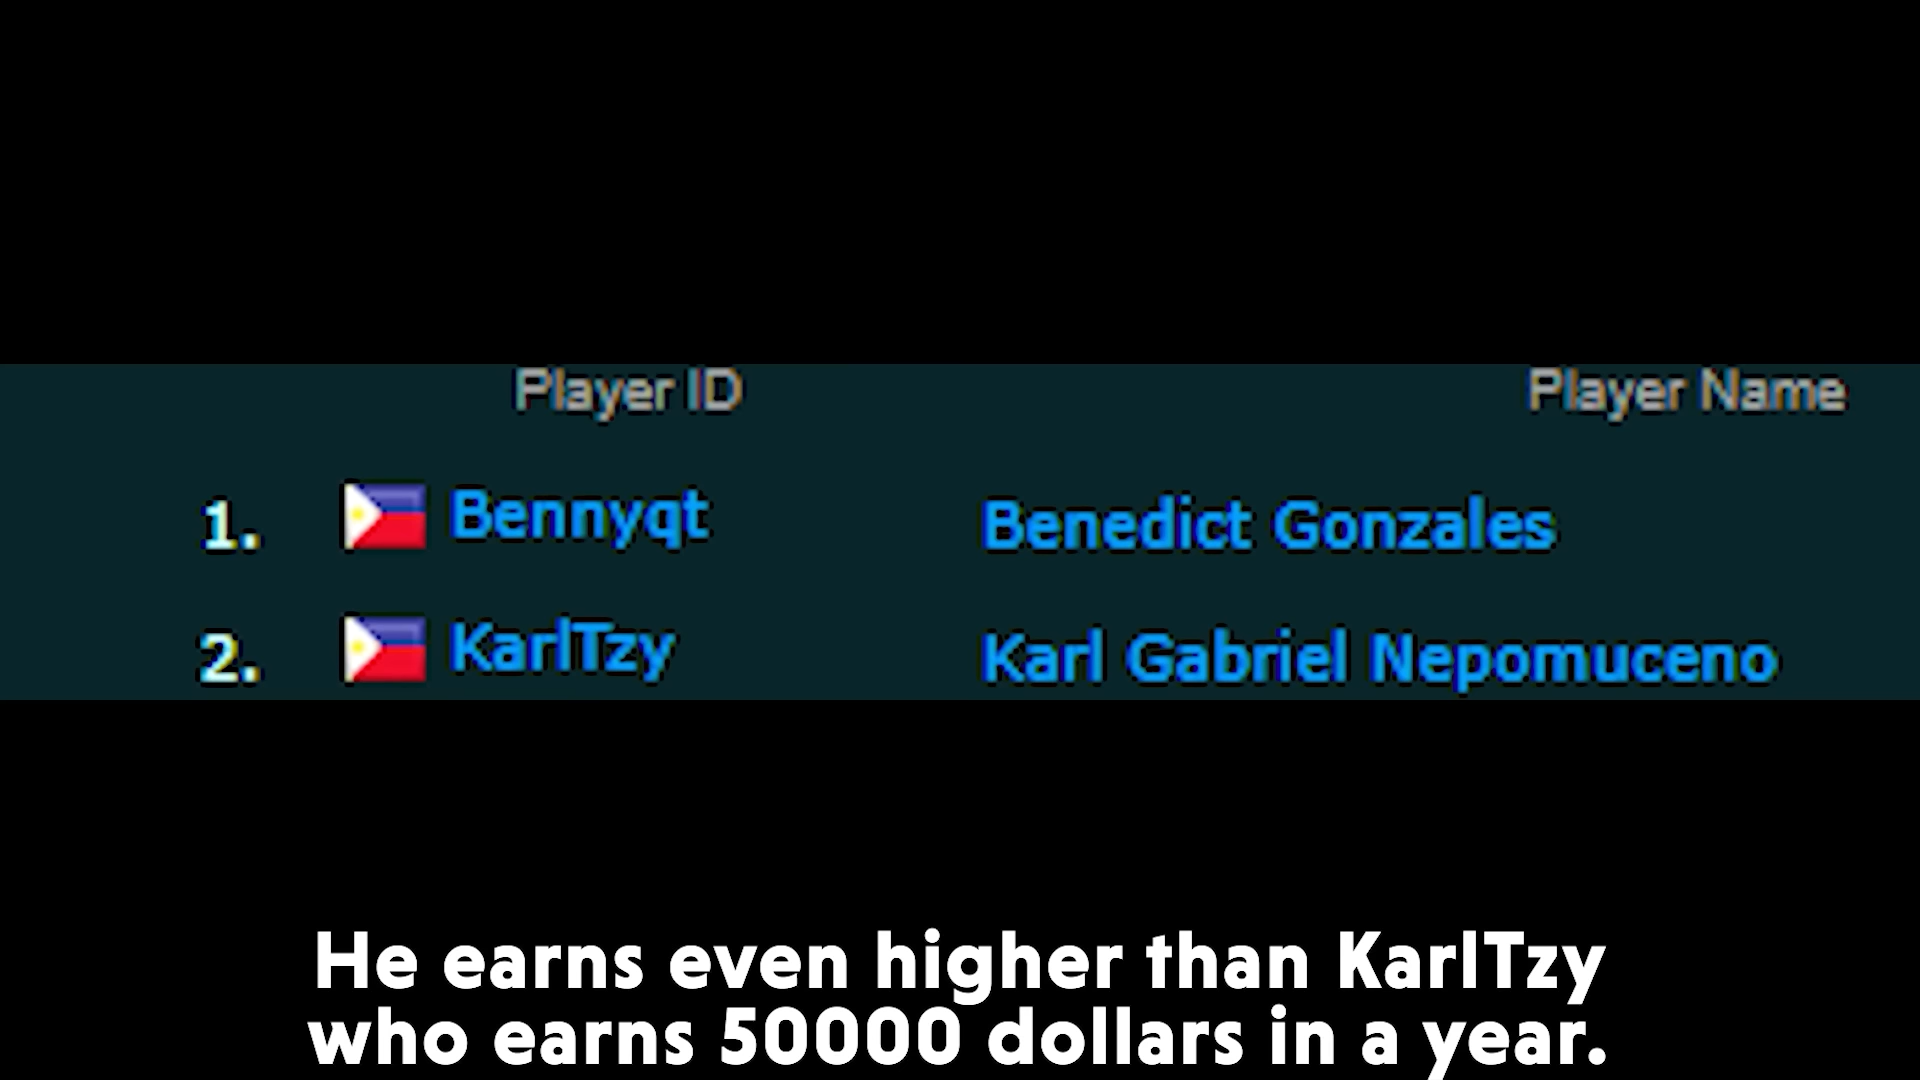 Player ID Player Name
1. Bennyqt Benedict Gonzales
2. KarlTzy Karl Gabriel Nepomuceno
He earns even higher than KarlTzy
who earns 50000 dollars in a year.